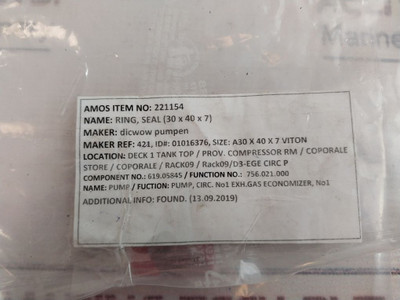 AMOS ITEM NO: 221154
NAME: RING, SEAL (30 x 40 x 7)
MAKER: dicwow pumpen
MAKER REF: 421, ID#: 01016376, SIZE: A30 X 40 X 7 VITON
LOCATION: DECK 1 TANK TOP / PROV. COMPRESSOR RM / COPORALE
STORE / COPORALE / RACK09 / Rack09/D3-EGE CIRC P
COMPONENT NO.: 619.05845 / FUNCTION NO.: 756.021.000
NAME: PUMP / FUCTION: PUMP, CIRC. No1 EXH.GAS ECONOMIZER, No1
ADDITIONAL INFO: FOUND. (13.09.2019)